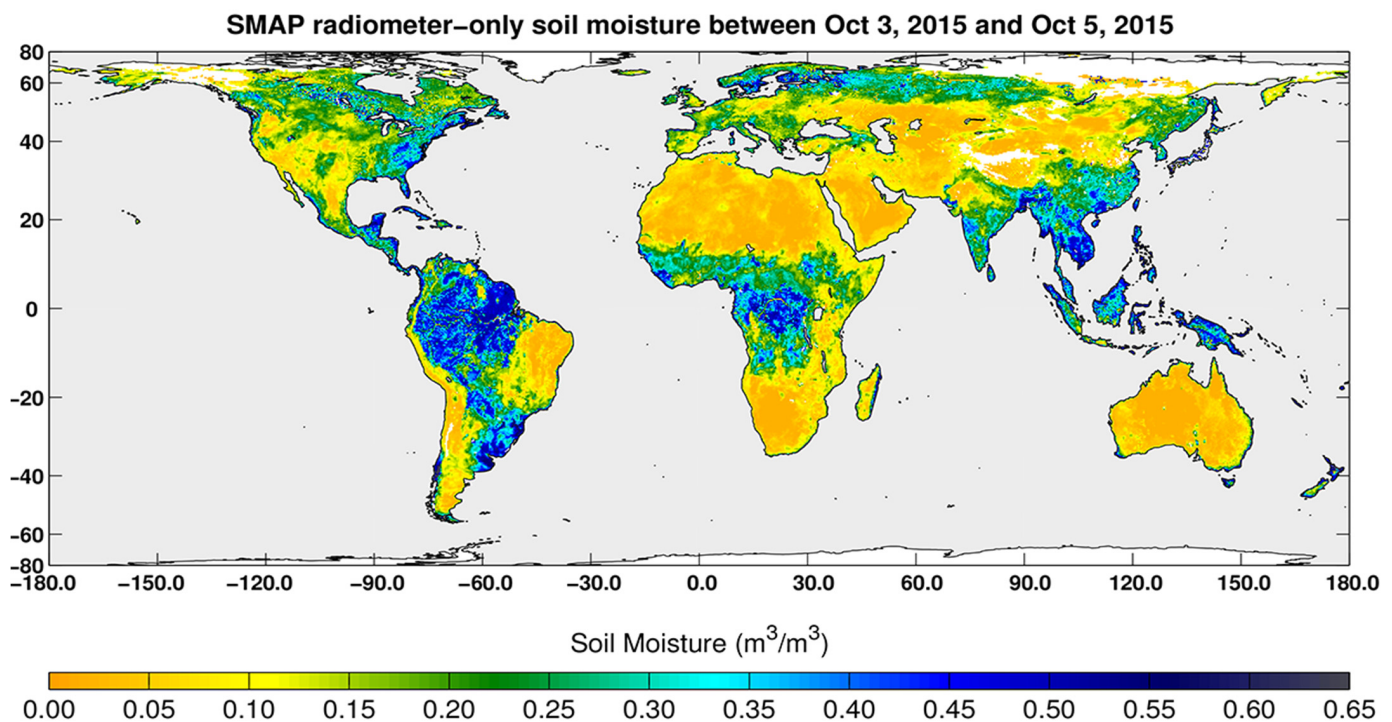 SMAP radiometer−only soil moisture between Oct 3, 2015 and Oct 5, 2015
80
60
40
20
0
−20
−40
−60
−80
−180.0 −150.0 −120.0 −90.0 −60.0 −30.0 0.0 30.0 60.0 90.0 120.0 150.0 180.0
Soil Moisture (m³/m³)
0.00 0.05 0.10 0.15 0.20 0.25 0.30 0.35 0.40 0.45 0.50 0.55 0.60 0.65